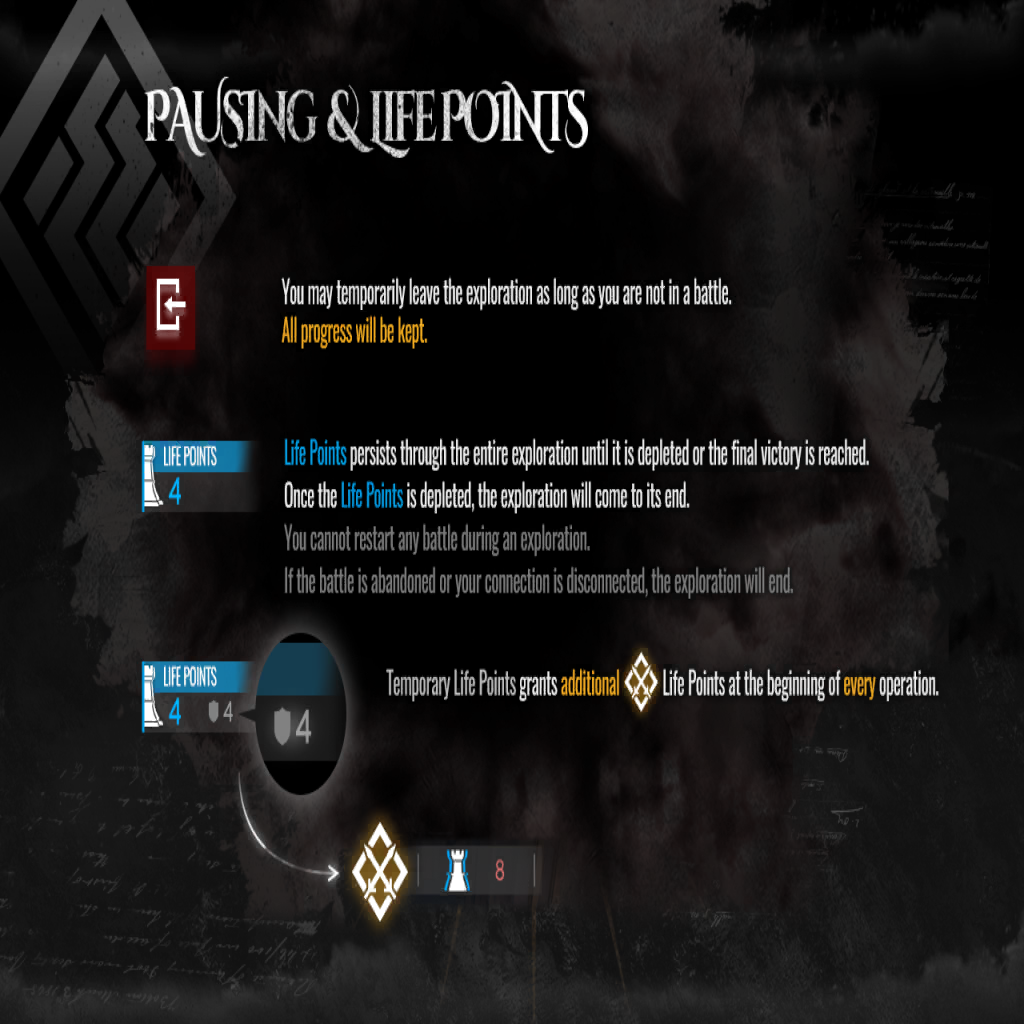 PAUSING & LIFE POINTS
You may temporarily leave the exploration as long as you are not in a battle.
All progress will be kept.
LIFE POINTS
4
Life Points persists through the entire exploration until it is depleted or the final victory is reached.
Once the Life Points is depleted, the exploration will come to its end.
You cannot restart any battle during an exploration.
If the battle is abandoned or your connection is disconnected, the exploration will end.
LIFE POINTS
4 4
4
Temporary Life Points grants additional Life Points at the beginning of every operation.
8